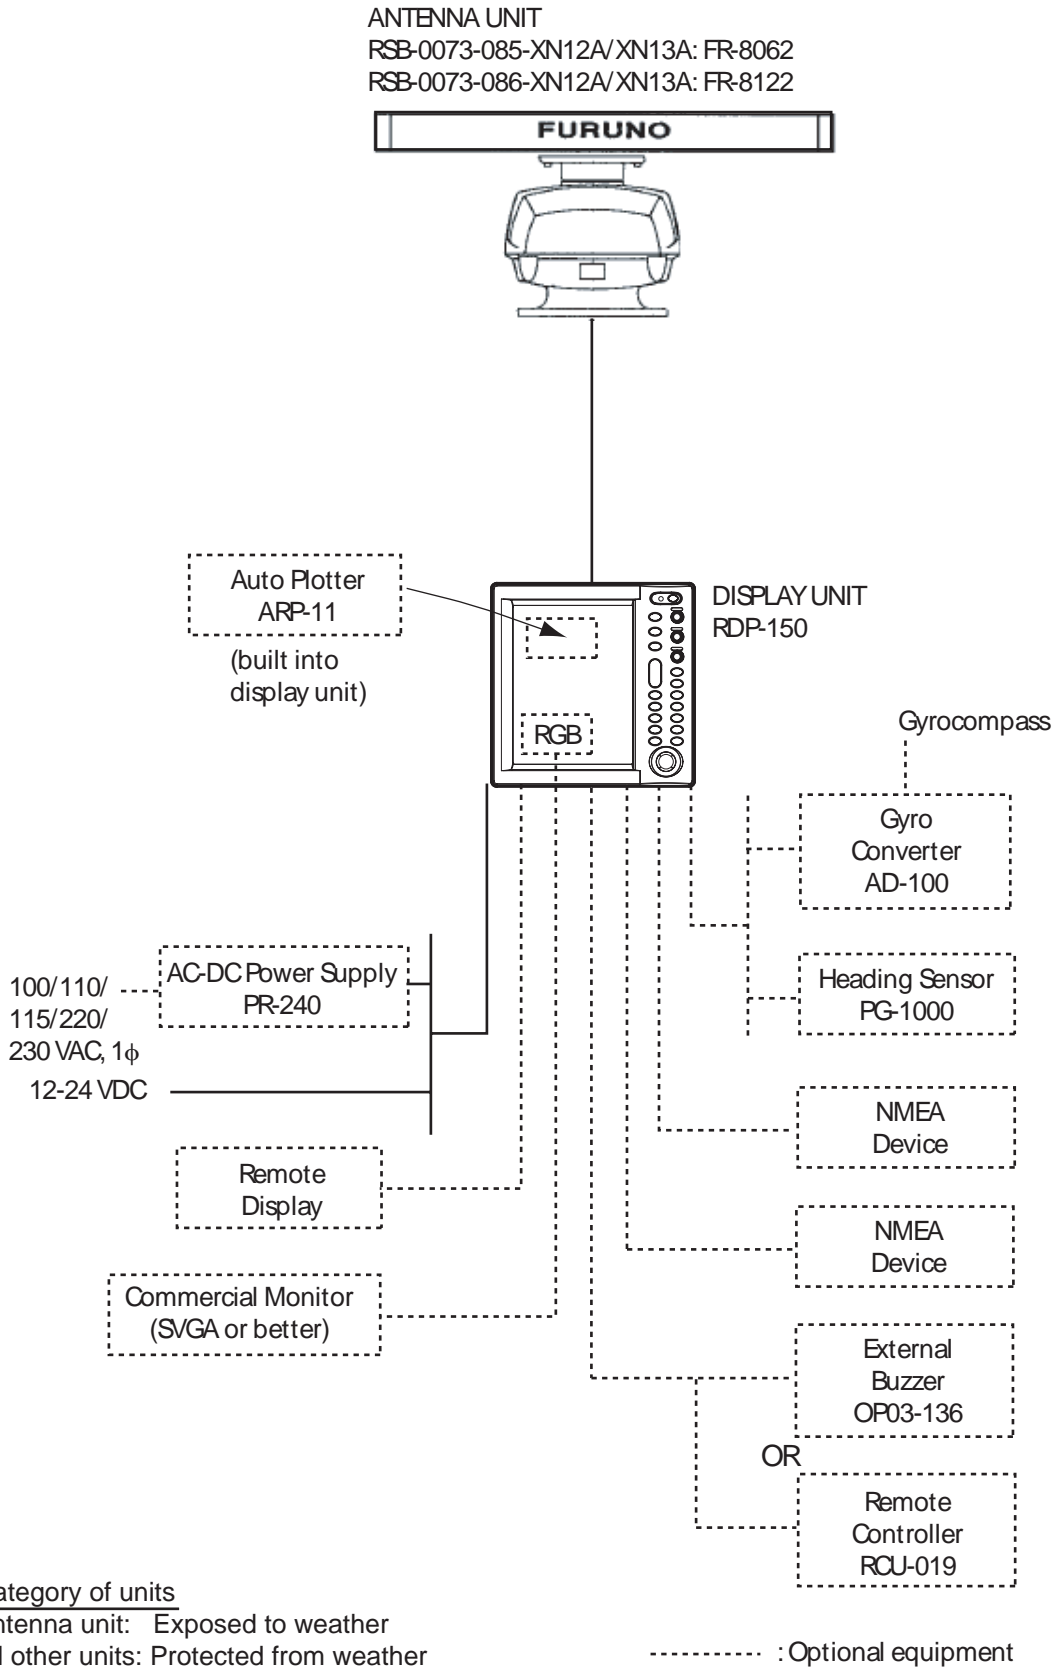 ANTENNA UNIT
RSB-0073-085-XN12A/XN13A: FR-8062
RSB-0073-086-XN12A/XN13A: FR-8122
FURUNO
Auto Plotter
ARP-11
(built into
display unit)
DISPLAY UNIT
RDP-150
RGB
Gyrocompass
Gyro
Converter
AD-100
AC-DC Power Supply
PR-240
100/110/
115/220/
230 VAC, 1ϕ
12-24 VDC
Heading Sensor
PG-1000
NMEA
Device
Remote
Display
NMEA
Device
Commercial Monitor
(SVGA or better)
External
Buzzer
OP03-136
OR
Remote
Controller
RCU-019
ategory of units
ntenna unit: Exposed to weather
l other units: Protected from weather
: Optional equipment